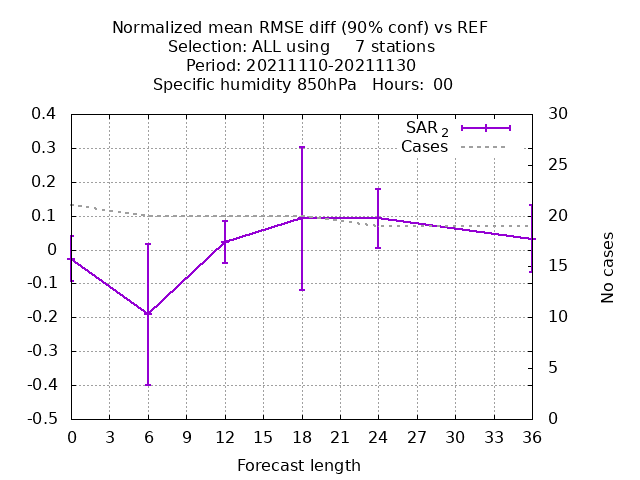 Normalized mean RMSE diff (90% conf) vs REF
Selection: ALL using     7 stations
Period: 20211110-20211130
Specific humidity 850hPa   Hours:  00
SAR 2
Cases
0.4
0.3
0.2
0.1
0
-0.1
-0.2
-0.3
-0.4
-0.5
30
25
20
15
10
5
0
No cases
0 3 6 9 12 15 18 21 24 27 30 33 36
Forecast length